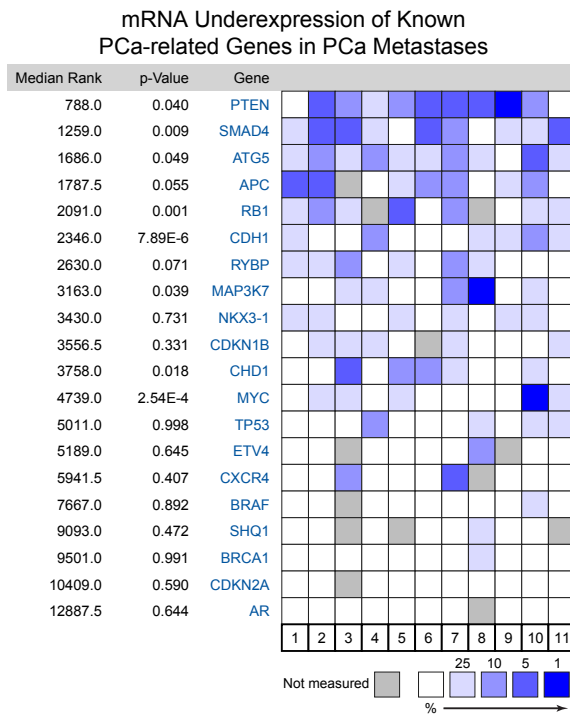 mRNA Underexpression of Known
PCa-related Genes in PCa Metastases
Median Rank p-Value Gene
788.0 0.040 PTEN
1259.0 0.009 SMAD4
1686.0 0.049 ATG5
1787.5 0.055 APC
2091.0 0.001 RB1
2346.0 7.89E-6 CDH1
2630.0 0.071 RYBP
3163.0 0.039 MAP3K7
3430.0 0.731 NKX3-1
3556.5 0.331 CDKN1B
3758.0 0.018 CHD1
4739.0 2.54E-4 MYC
5011.0 0.998 TP53
5189.0 0.645 ETV4
5941.5 0.407 CXCR4
7667.0 0.892 BRAF
9093.0 0.472 SHQ1
9501.0 0.991 BRCA1
10409.0 0.590 CDKN2A
12887.5 0.644 AR
1 2 3 4 5 6 7 8 9 10 11
25 10 5 1
Not measured
%